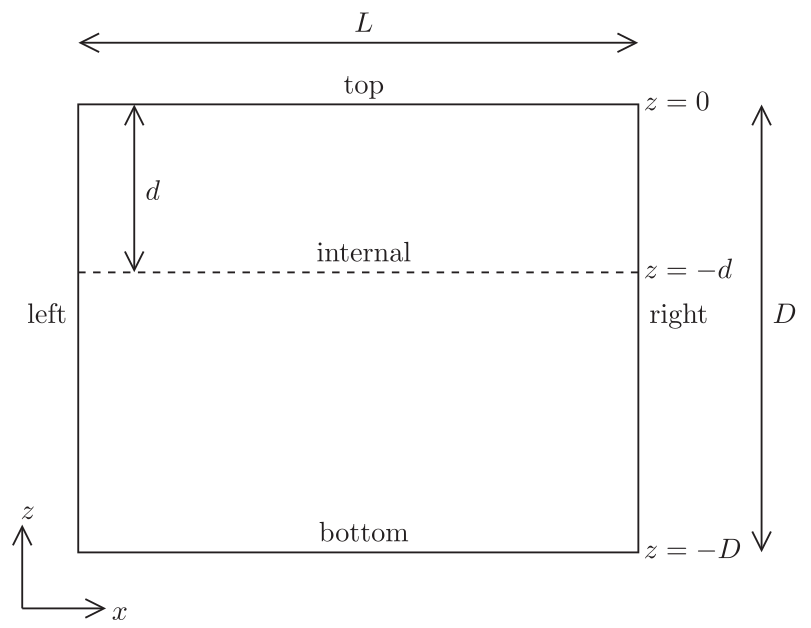 L
top
z = 0
d
internal
z = −d
left
right
D
bottom
z = −D
z
x